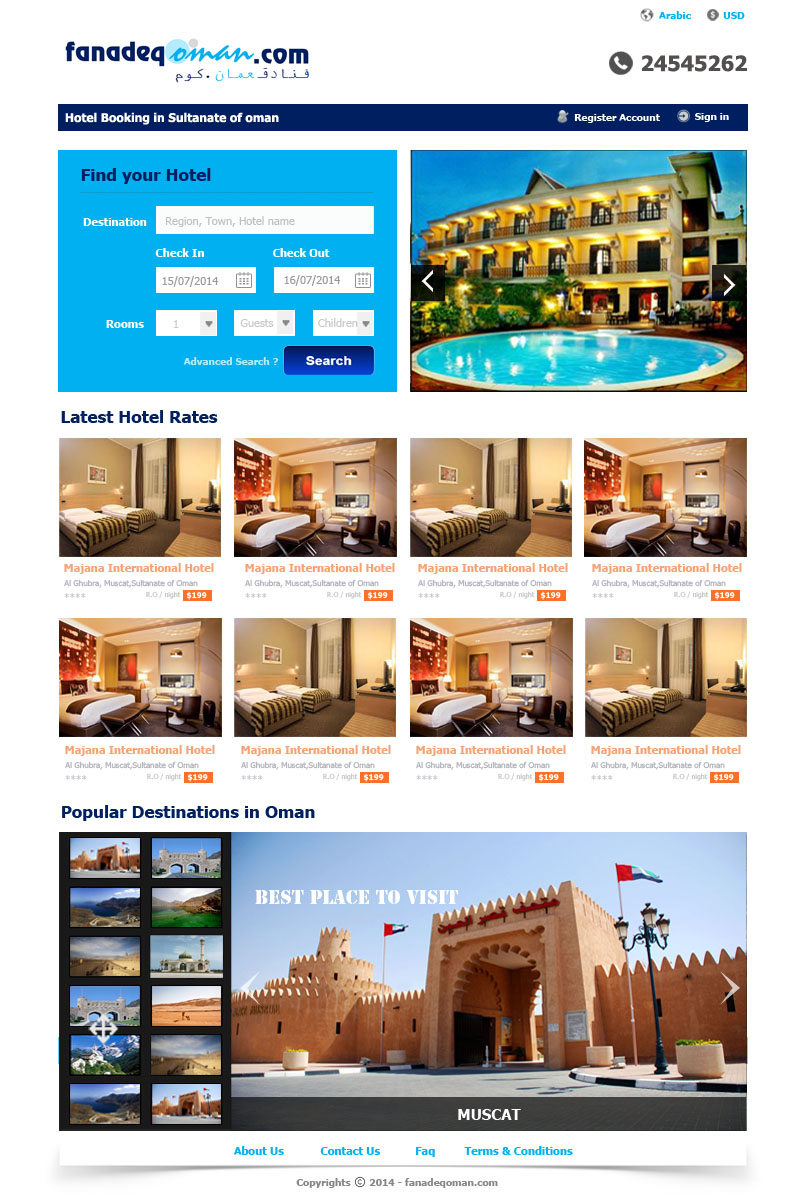 Arabic USD
fanadeqoman.com
فنادق عمان.كوم
24545262
Hotel Booking in Sultanate of oman Register Account Sign in
Find your Hotel
Destination Region, Town, Hotel name
Check In Check Out
15/07/2014 16/07/2014
Rooms 1 Guests Children
Advanced Search ? Search
Latest Hotel Rates
Majana International Hotel Majana International Hotel Majana International Hotel Majana International Hotel
Al Ghubra, Muscat,Sultanate of Oman Al Ghubra, Muscat,Sultanate of Oman Al Ghubra, Muscat,Sultanate of Oman Al Ghubra, Muscat,Sultanate of Oman
**** R.O / night $199 **** R.O / night $199 **** R.O / night $199 **** R.O / night $199
Majana International Hotel Majana International Hotel Majana International Hotel Majana International Hotel
Al Ghubra, Muscat,Sultanate of Oman Al Ghubra, Muscat,Sultanate of Oman Al Ghubra, Muscat,Sultanate of Oman Al Ghubra, Muscat,Sultanate of Oman
**** R.O / night $199 **** R.O / night $199 **** R.O / night $199 **** R.O / night $199
Popular Destinations in Oman
BEST PLACE TO VISIT
متحف قصر العين
MUSCAT
About Us Contact Us Faq Terms & Conditions
Copyrights © 2014 - fanadeqoman.com